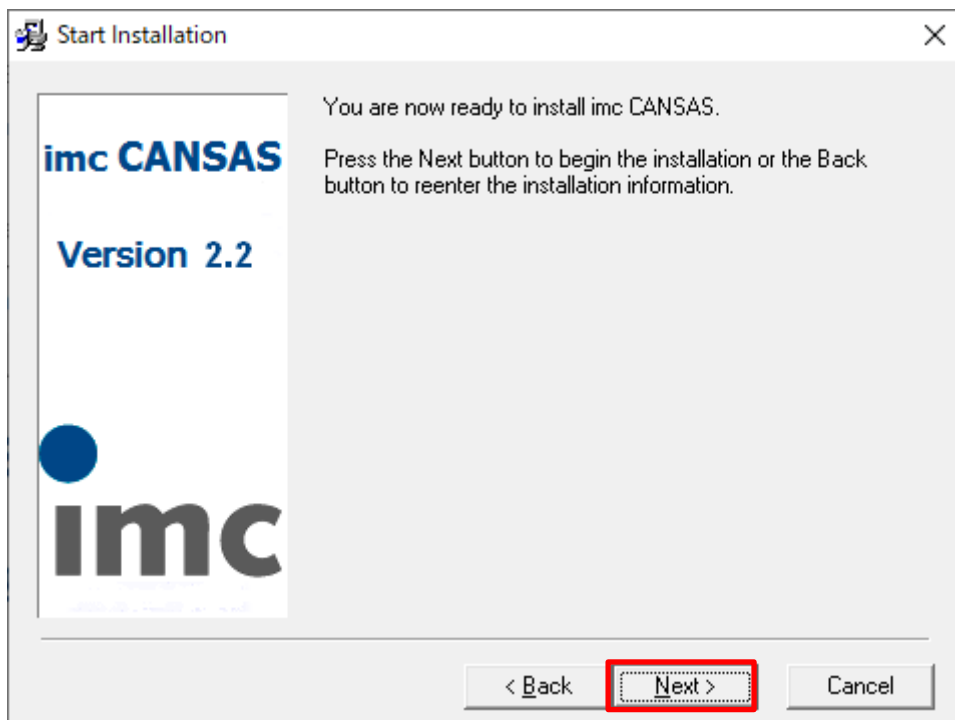 Start Installation
You are now ready to install imc CANSAS.
Press the Next button to begin the installation or the Back
button to reenter the installation information.
imc CANSAS
Version 2.2
imc
< Back
Next >
Cancel